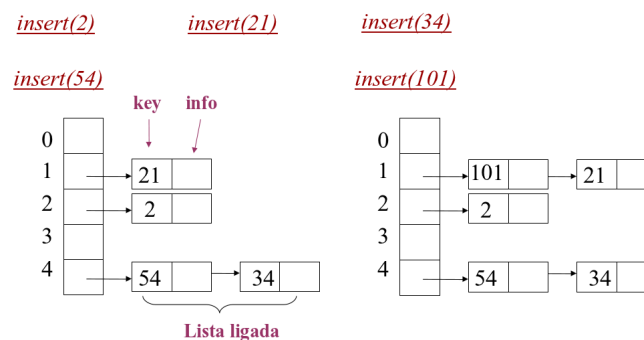 insert(2) insert(21) insert(34)
insert(54) insert(101)
key info
0 0
1 21 1 101 21
2 2 2 2
3 3
4 54 34 4 54 34
Lista ligada